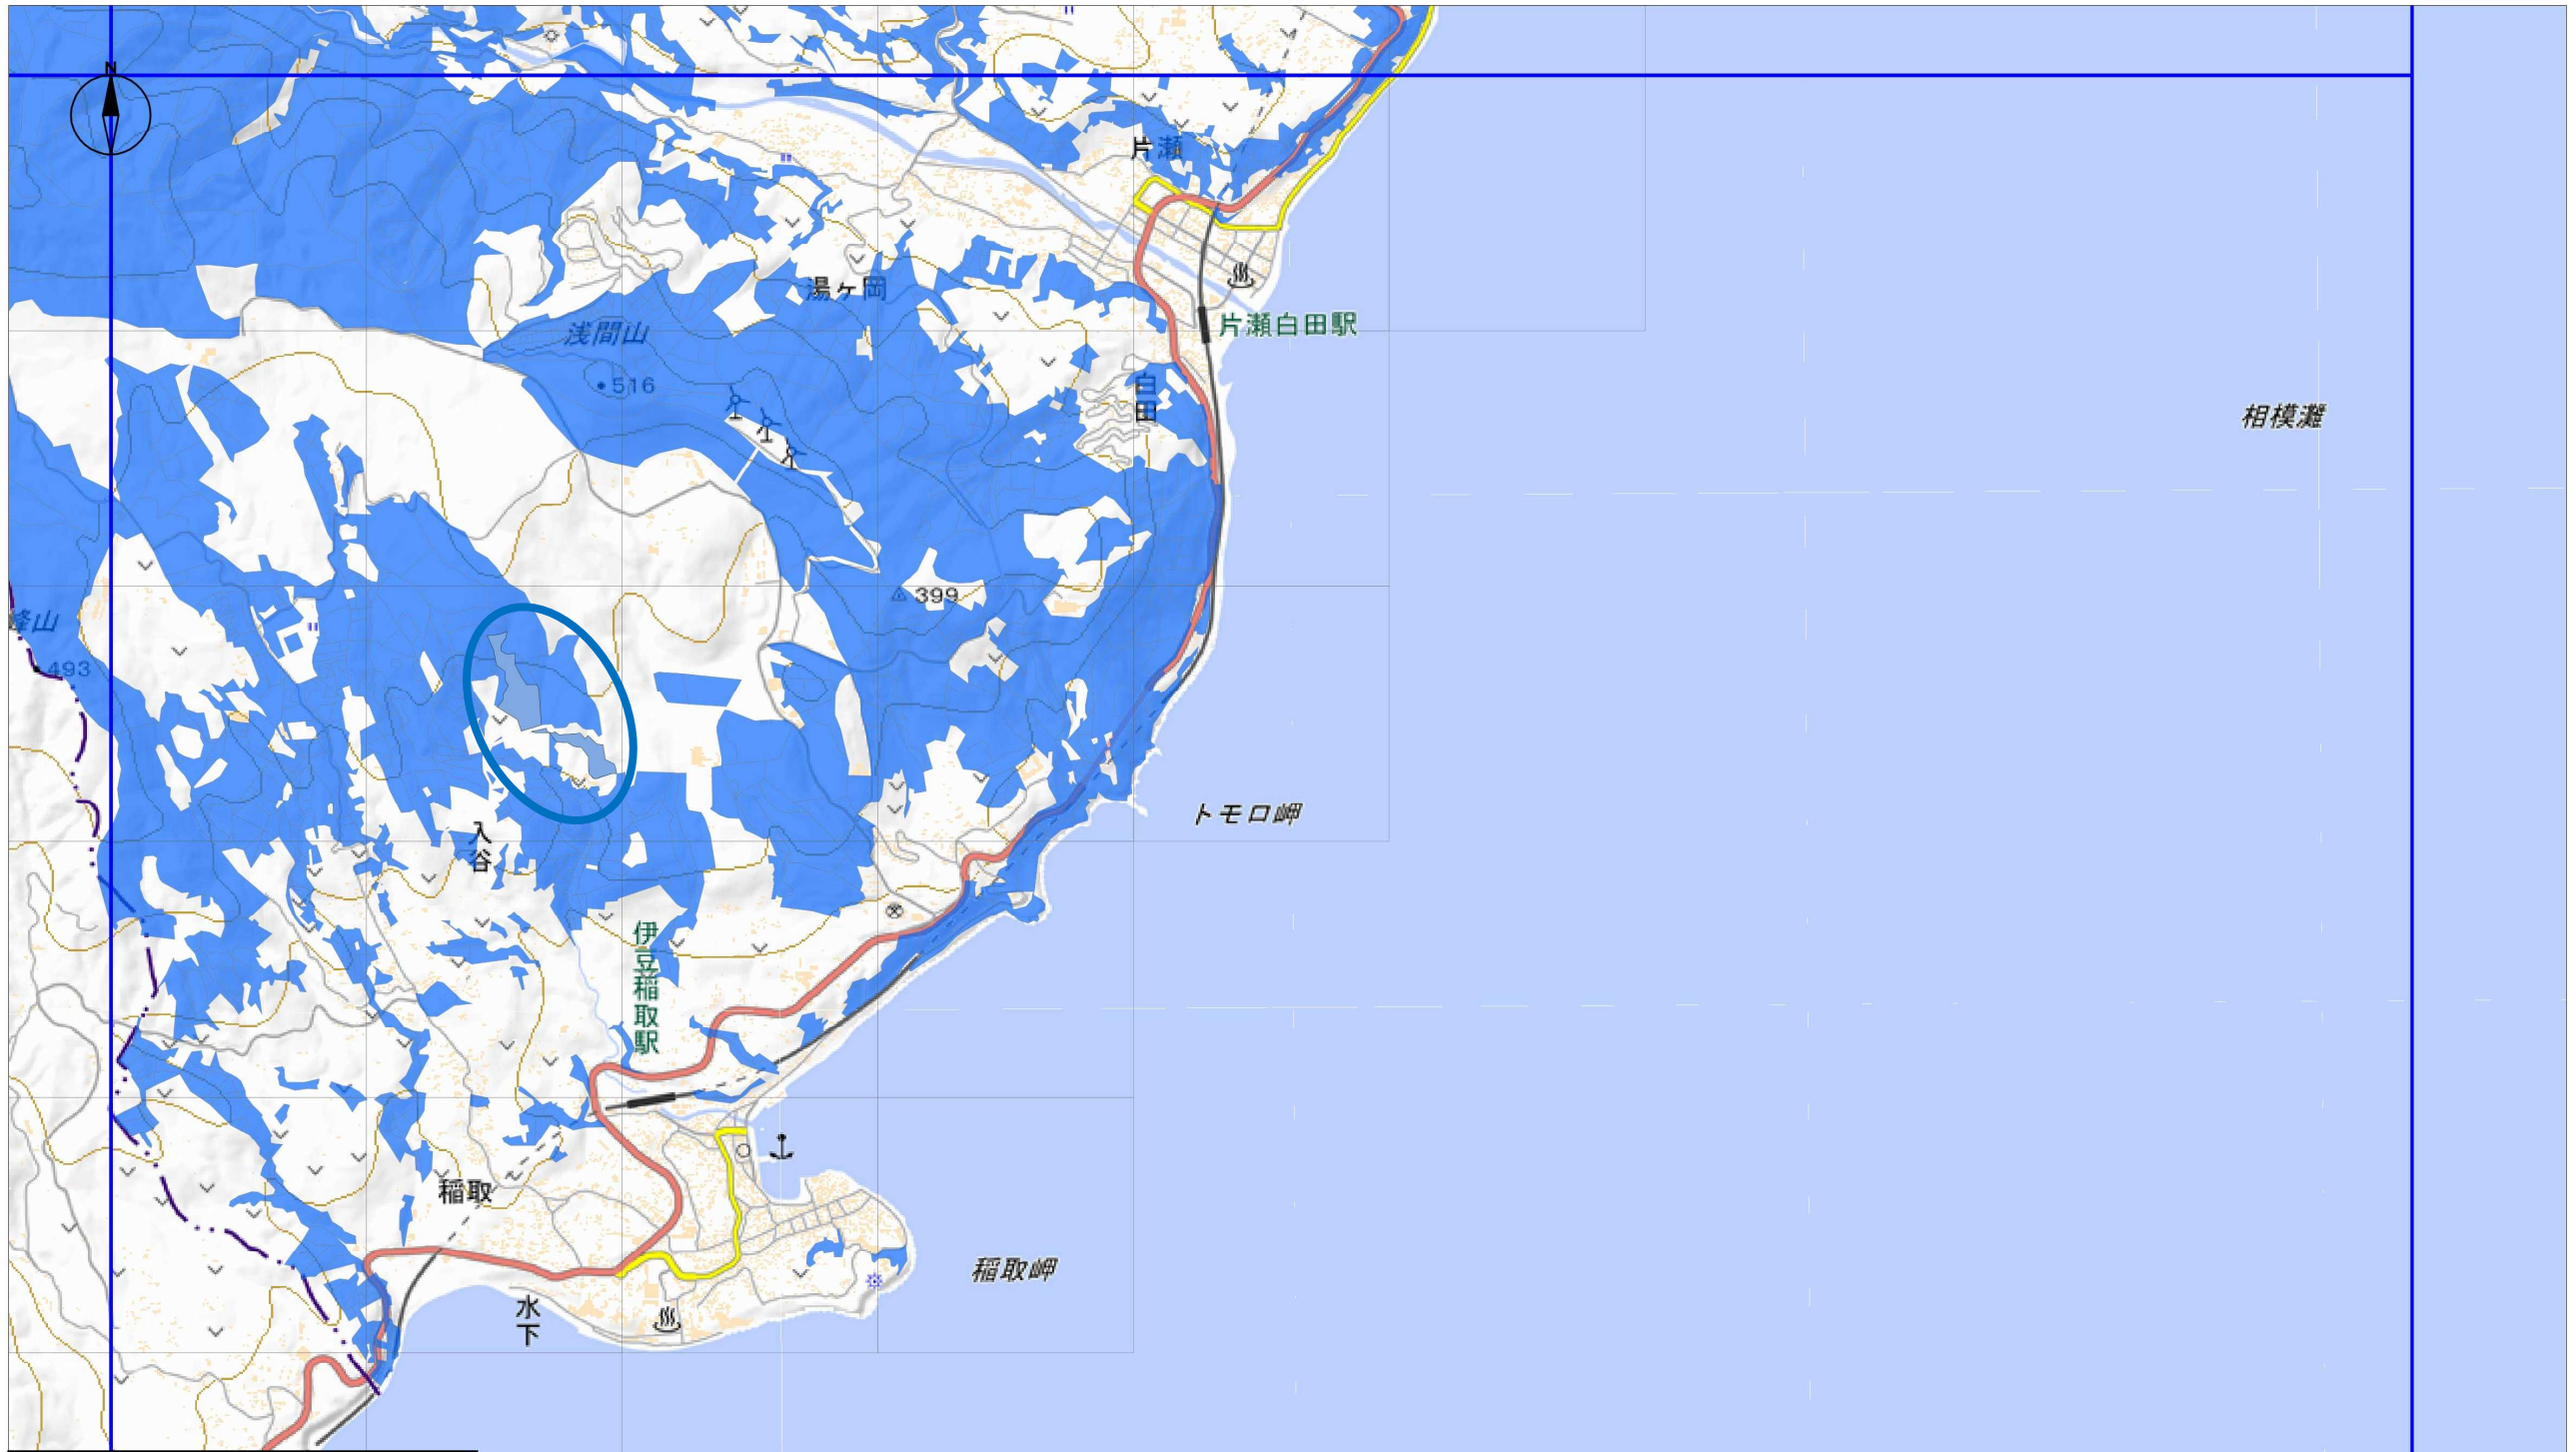 N
片瀬
湯ヶ岡
片瀬白田駅
浅間山
516
白田
相模灘
399
峰山
493
トモロ岬
入谷
伊豆稲取駅
稲取
稲取岬
水下